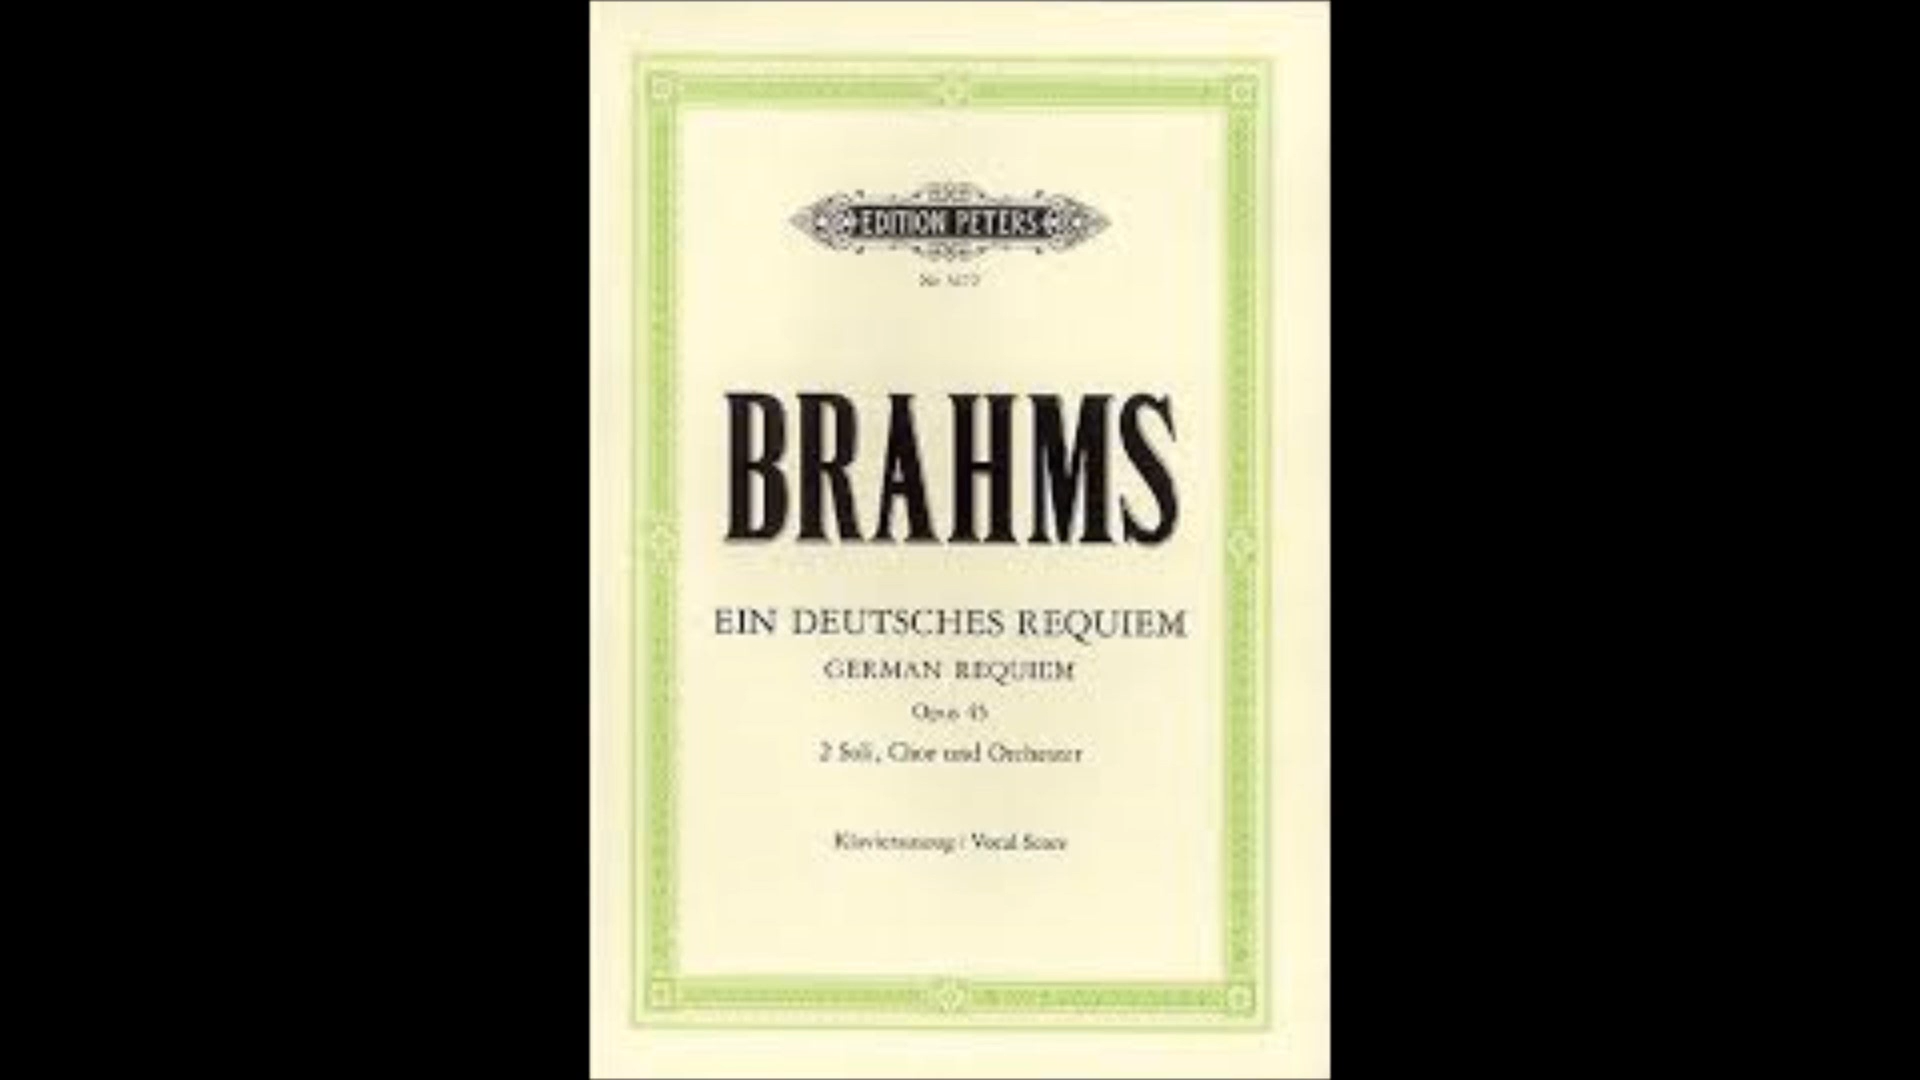 EDITION PETERS
BRAHMS
EIN DEUTSCHES REQUIEM
GERMAN REQUIEM
Opus 45
2 Soli, Chor und Orchester
Klavierauszug / Vocal Score